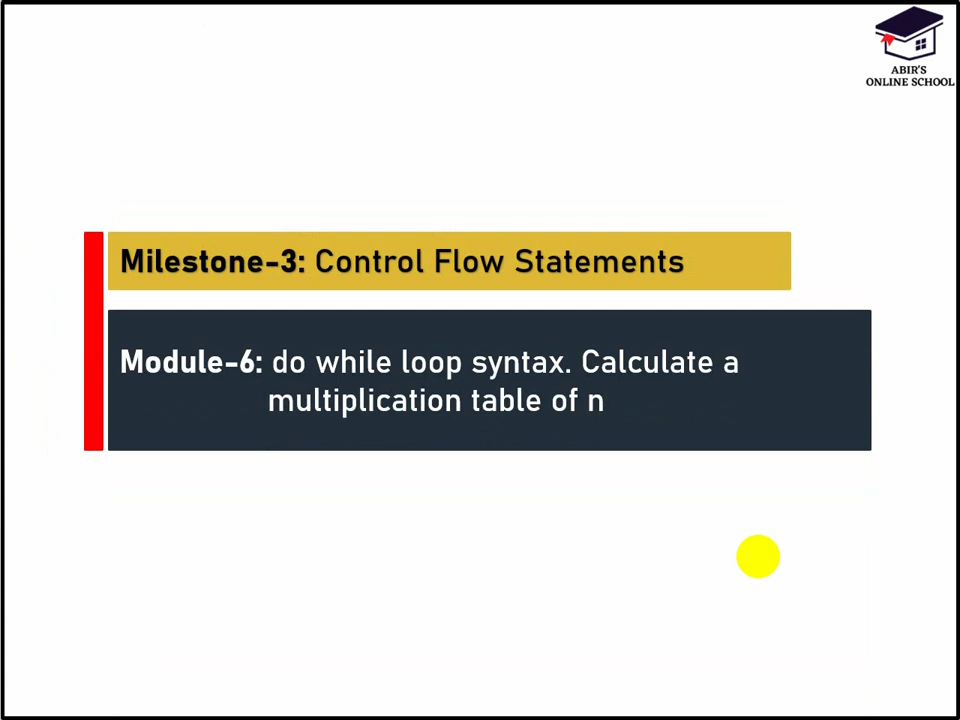 ABIR'S
ONLINE SCHOOL
Milestone-3: Control Flow Statements
Module-6: do while loop syntax. Calculate a
multiplication table of n